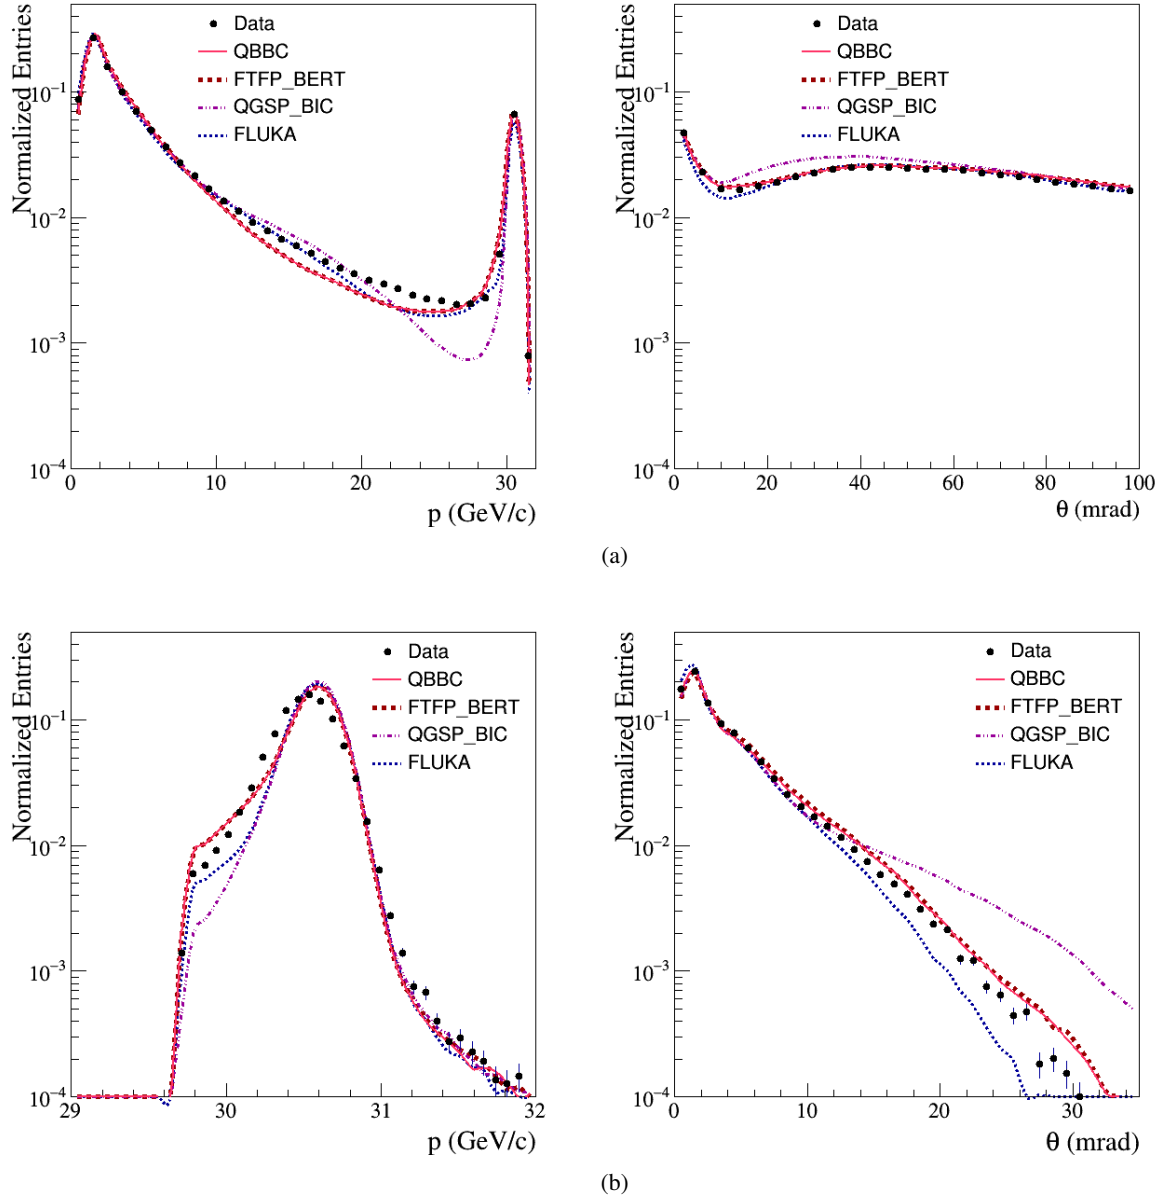 Normalized Entries
10⁻¹
10⁻²
10⁻³
10⁻⁴
Data
QBBC
FTFP_BERT
QGSP_BIC
FLUKA
0 10 20 30
p (GeV/c)
Normalized Entries
10⁻¹
10⁻²
10⁻³
10⁻⁴
Data
QBBC
FTFP_BERT
QGSP_BIC
FLUKA
0 20 40 60 80 100
θ (mrad)
(a)
Normalized Entries
10⁻¹
10⁻²
10⁻³
10⁻⁴
Data
QBBC
FTFP_BERT
QGSP_BIC
FLUKA
29 30 31 32
p (GeV/c)
Normalized Entries
10⁻¹
10⁻²
10⁻³
10⁻⁴
Data
QBBC
FTFP_BERT
QGSP_BIC
FLUKA
0 10 20 30
θ (mrad)
(b)